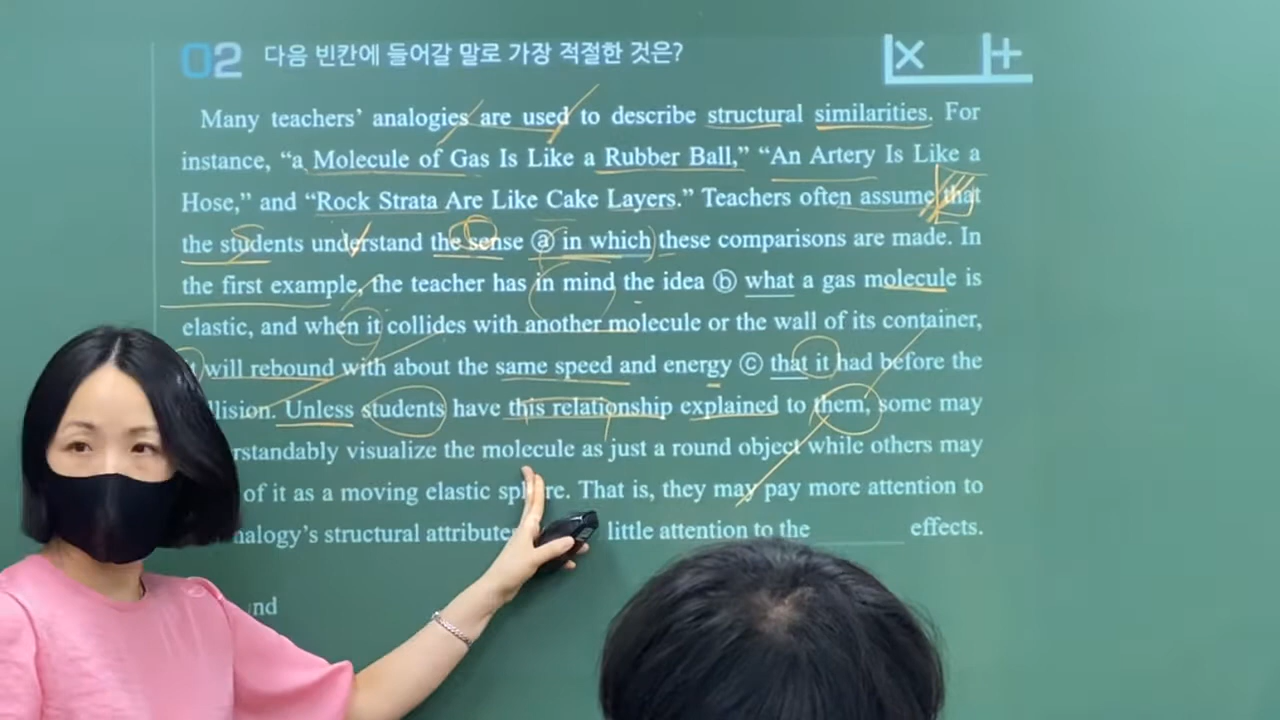 02 다음 빈칸에 들어갈 말로 가장 적절한 것은?
Many teachers’ analogies are used to describe structural similarities. For
instance, “a Molecule of Gas Is Like a Rubber Ball,” “An Artery Is Like a
Hose,” and “Rock Strata Are Like Cake Layers.” Teachers often assume that
the students understand the sense ⓐ in which these comparisons are made. In
the first example, the teacher has in mind the idea ⓑ what a gas molecule is
elastic, and when it collides with another molecule or the wall of its container,
will rebound with about the same speed and energy ⓒ that it had before the
Unless students have this relationship explained to them, some may
visualize the molecule as just a round object while others may
of it as a moving elastic That is, they may pay more attention to
structural little attention to the ________ effects.